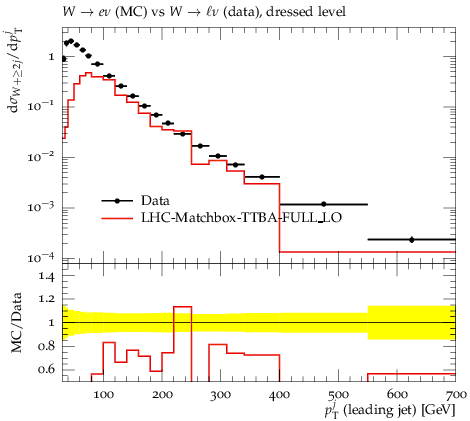 W → eν (MC) vs W → ℓν (data), dressed level
dσ_{W+≥2j}/dp_T^j
1
10^{-1}
10^{-2}
10^{-3}
10^{-4}
Data
LHC-Matchbox-TTBA-FULL_LO
MC/Data
1.4
1.2
1
0.8
0.6
100 200 300 400 500 600 700
p_T^j (leading jet) [GeV]